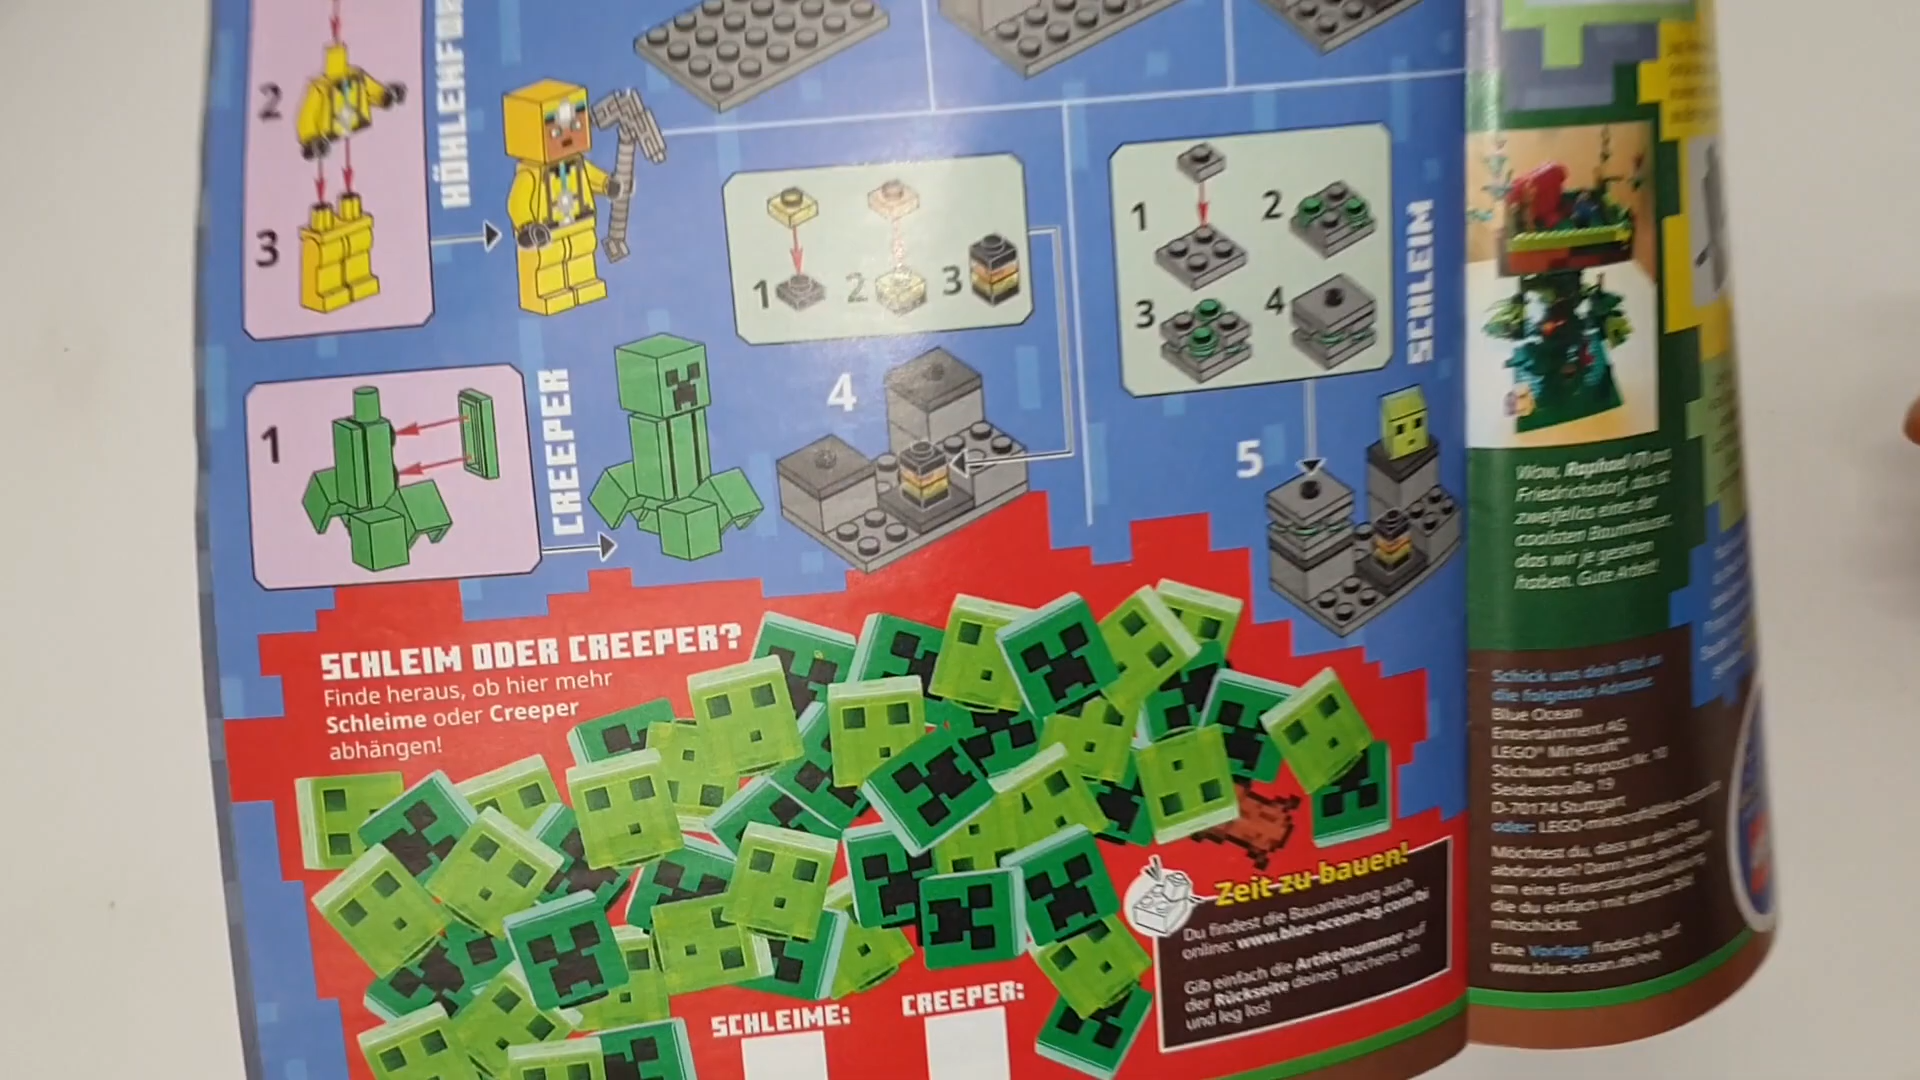 2
3
HÖHLENFOR
1
CREEPER
1
2
3
4
1
2
3
4
SCHLEIM
5
SCHLEIM ODER CREEPER?
Finde heraus, ob hier mehr
Schleime oder Creeper
abhängen!
SCHLEIME:
CREEPER:
Zeit zu bauen!
Du findest die Bauanleitung auch
online: www.blue-ocean-ag.com/bi
Gib einfach die Artikelnummer auf
der Rückseite deines Tütchens ein
und leg los!
Wow, Raphael (7) aus
Friedrichsdorf, das ist
zweifellos eines der
coolsten Baumhäuser,
das wir je gesehen
haben. Gute Arbeit!
Schick uns dein Bild an
die folgende Adresse:
Blue Ocean
Entertainment AG
LEGO® Minecraft™
Stichwort: Fanpost Nr. 10
Seidenstraße 19
D-70174 Stuttgart
oder: LEGO-minecraft@blue-
Möchtest du, dass wir dein Foto
abdrucken? Dann bitte deine Eltern
um eine Einverständniserklärung,
die du einfach mit deinem Bild
mitschickst.
Eine Vorlage findest du auf
www.blue-ocean.de/eve